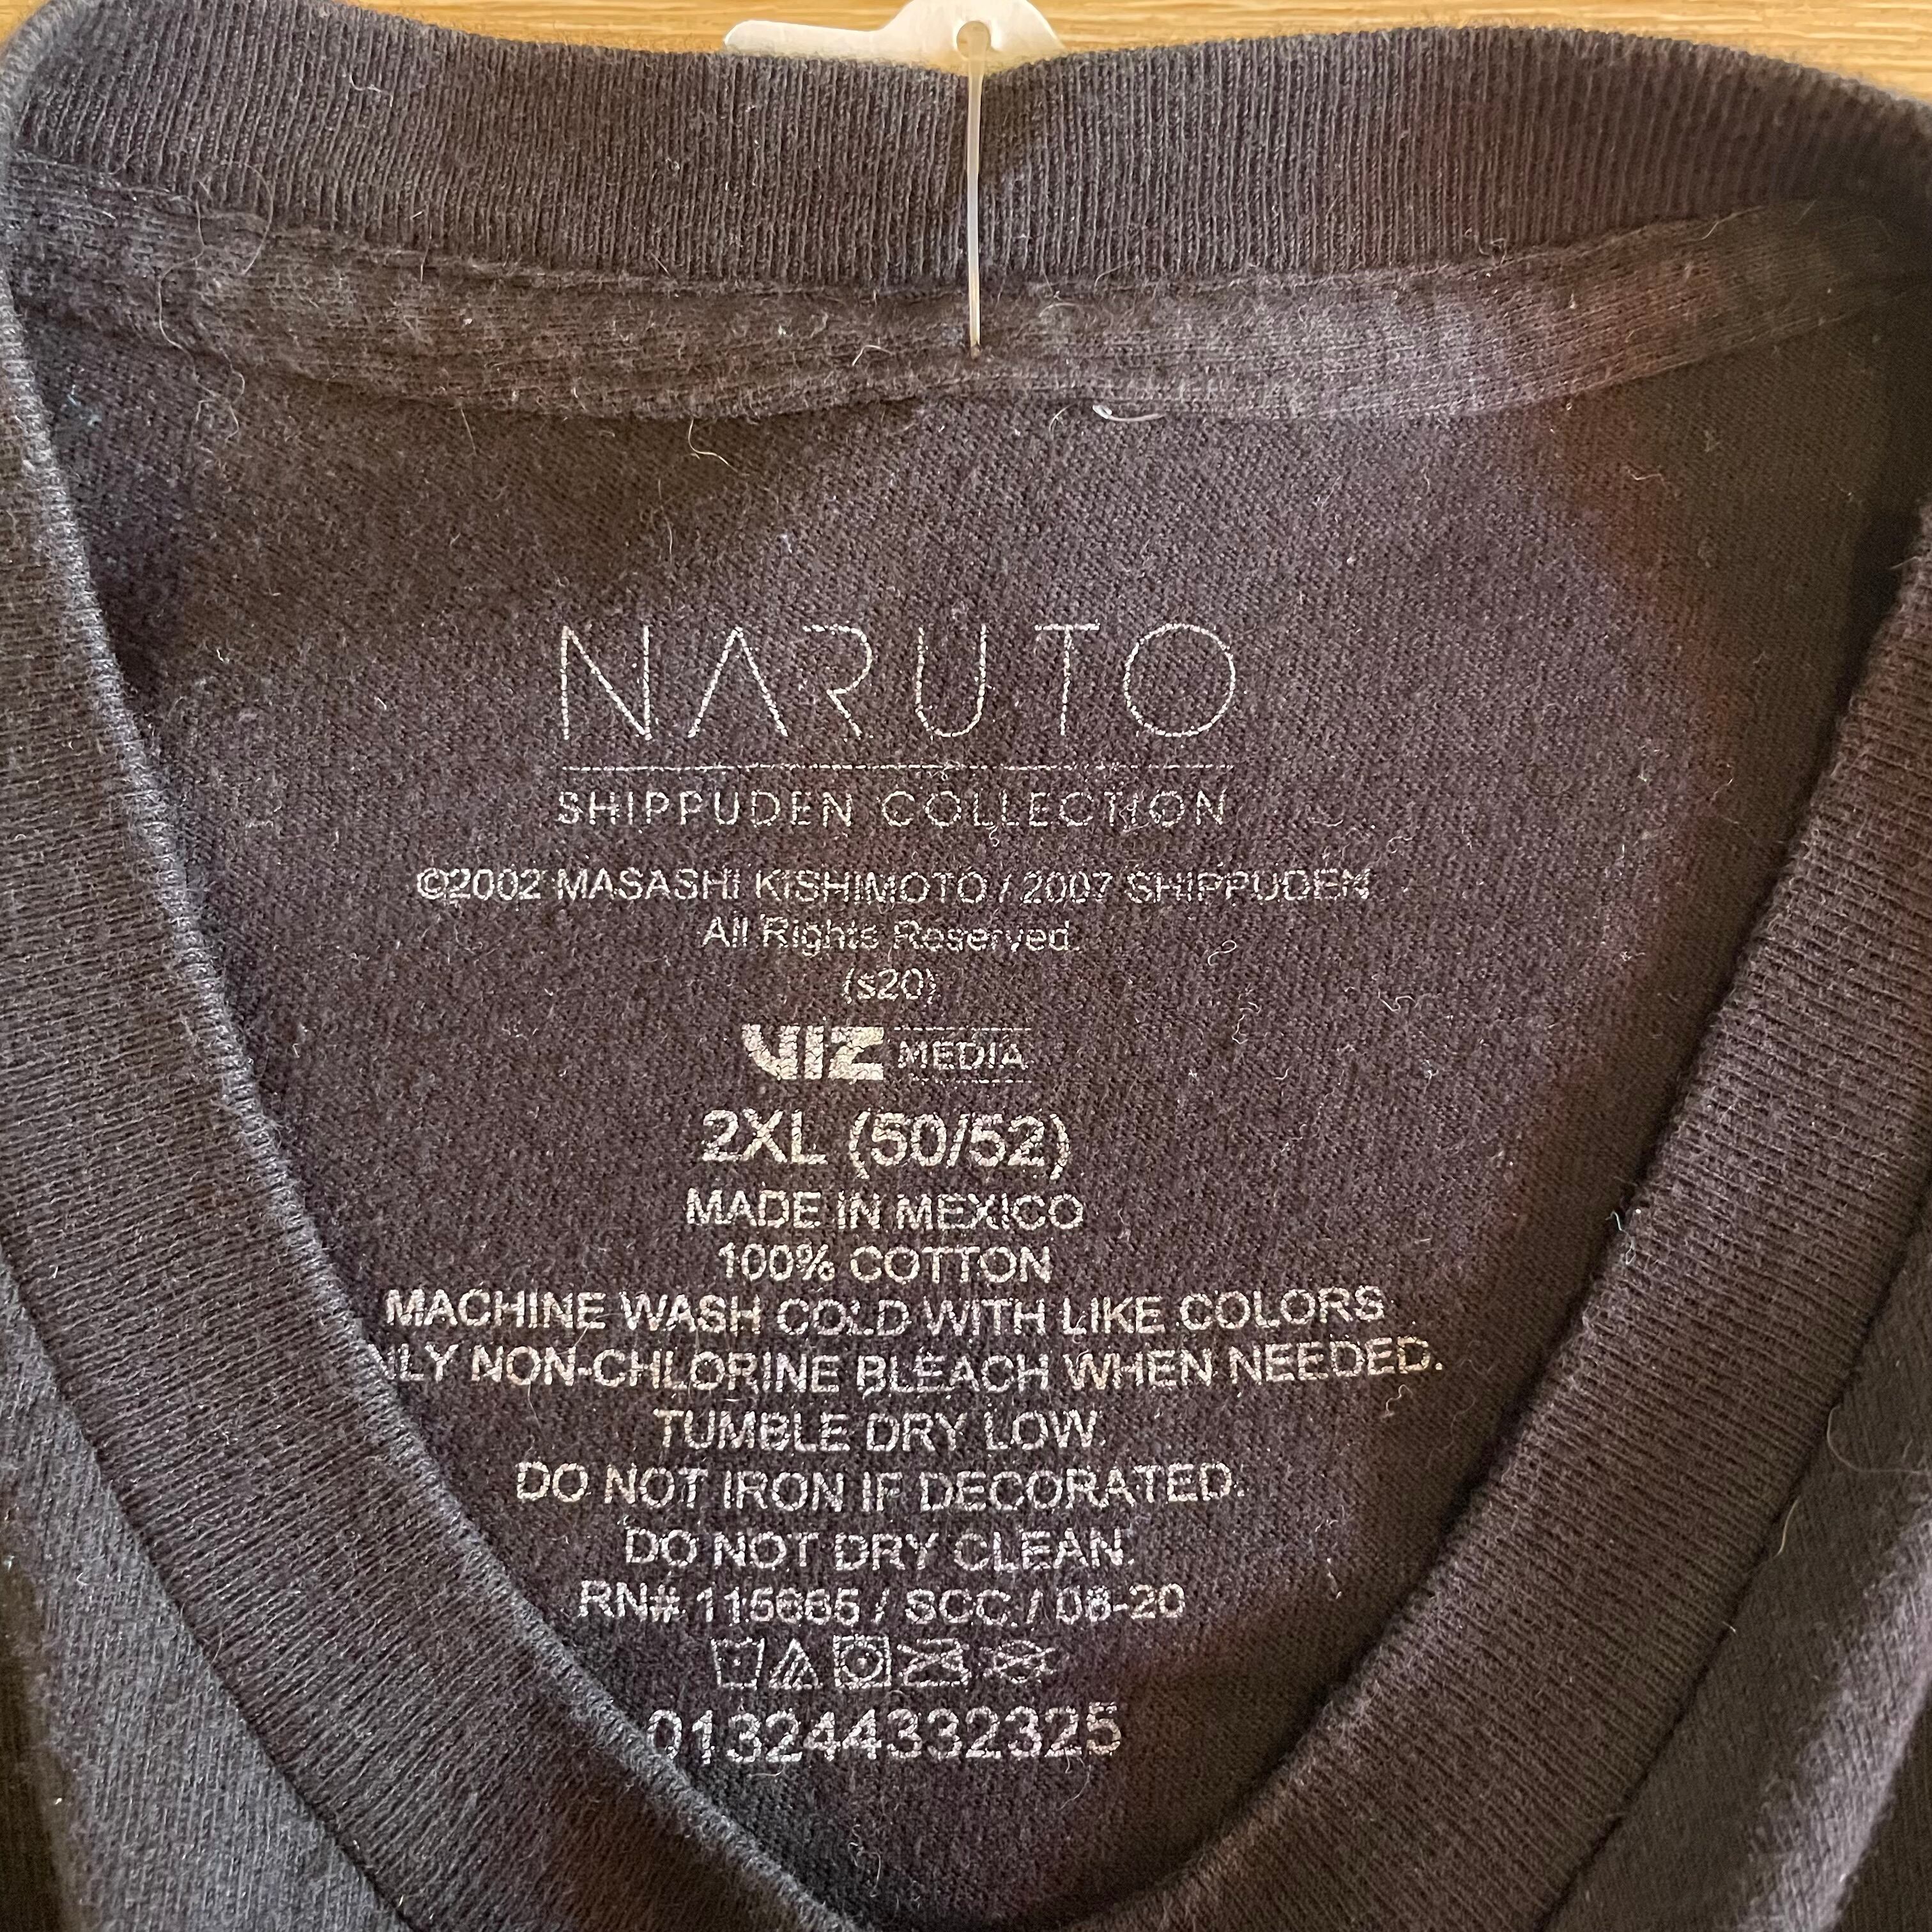 NARUTO
SHIPPUDEN COLLECTION
©2002 MASASHI KISHIMOTO / 2007 SHIPPUDEN
All Rights Reserved.
(s20)
VIZ MEDIA
2XL (50/52)
MADE IN MEXICO
100% COTTON
MACHINE WASH COLD WITH LIKE COLORS
NON-CHLORINE BLEACH WHEN NEEDED.
TUMBLE DRY LOW.
DO NOT IRON IF DECORATED.
DO NOT DRY CLEAN.
RN# 115665 / SCC / 08-20
013244332325